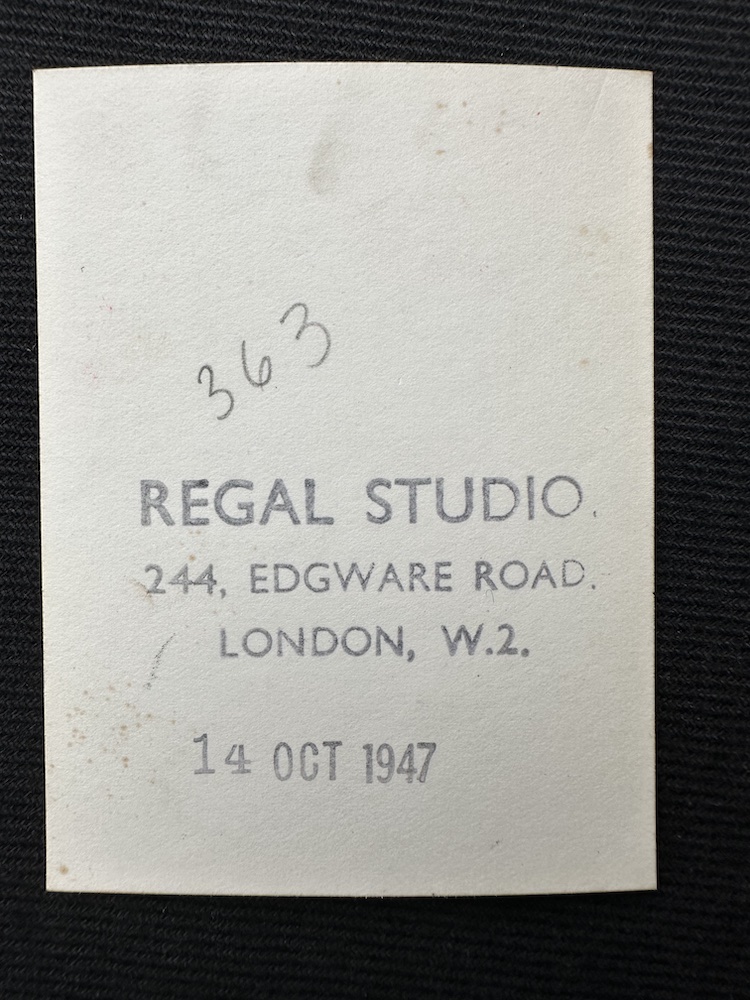 363
REGAL STUDIO.
244, EDGWARE ROAD.
LONDON, W.2.
14 OCT 1947